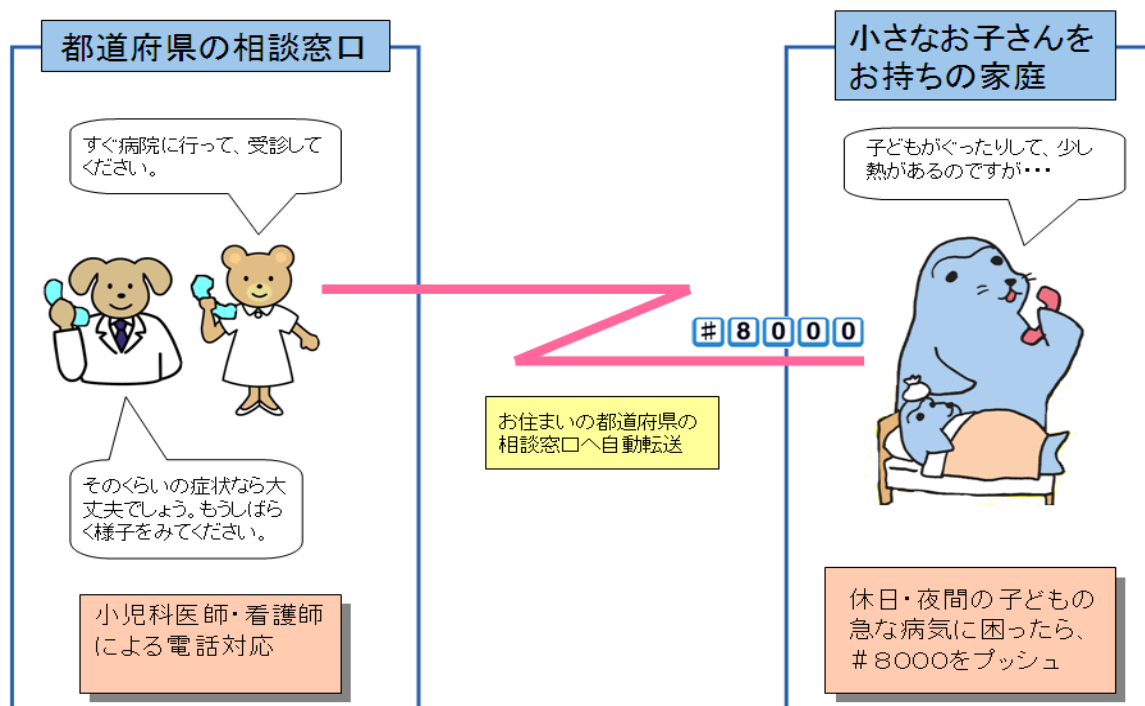 都道府県の相談窓口
すぐ病院に行って、受診して
ください。
そのくらいの症状なら大
丈夫でしょう。もうしばら
く様子をみてください。
小児科医師・看護師
による電話対応
#8000
お住まいの都道府県の
相談窓口へ自動転送
小さなお子さんを
お持ちの家庭
子どもがぐったりして、少し
熱があるのですが・・・
休日・夜間の子どもの
急な病気に困ったら、
#8000をプッシュ